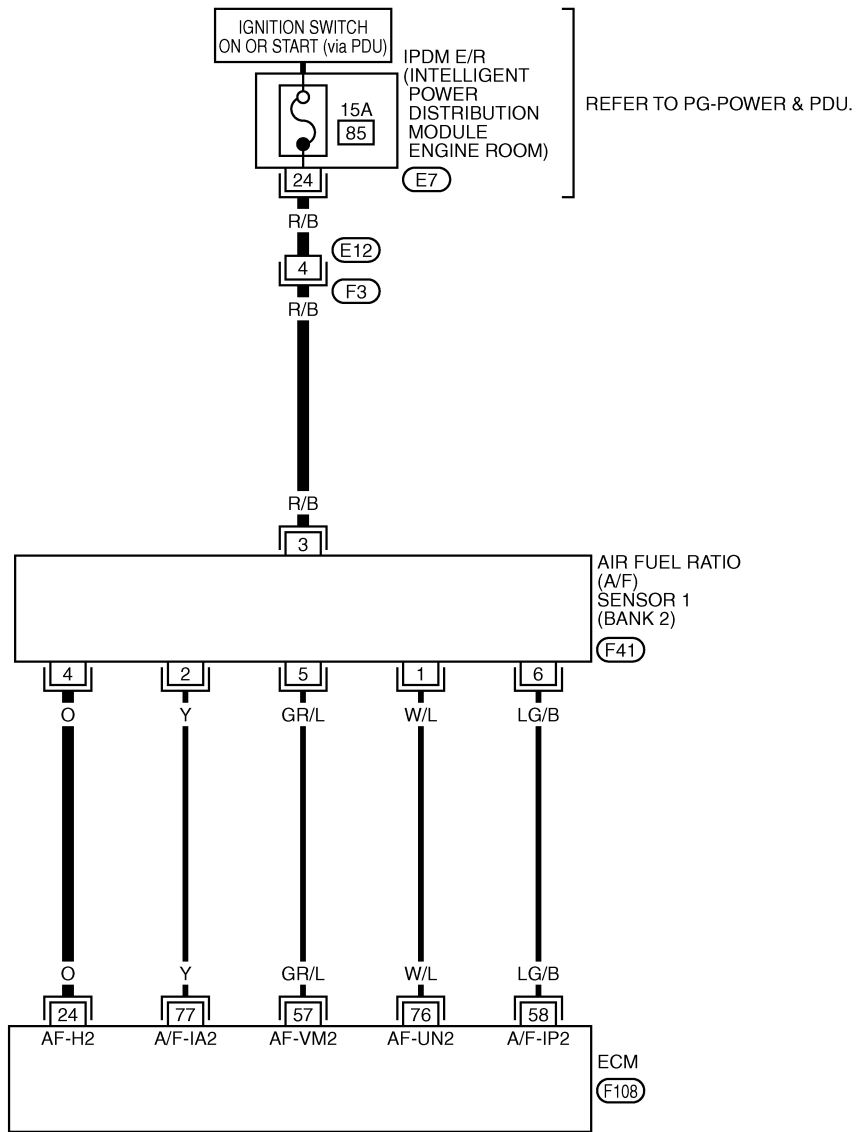 IGNITION SWITCH
ON OR START (via PDU)
IPDM E/R
(INTELLIGENT
POWER
DISTRIBUTION
MODULE
ENGINE ROOM)
REFER TO PG-POWER & PDU.
15A
85
24
E7
R/B
E12
4
F3
R/B
R/B
3
AIR FUEL RATIO
(A/F)
SENSOR 1
(BANK 2)
F41
4 2 5 1 6
O Y GR/L W/L LG/B
O Y GR/L W/L LG/B
24 77 57 76 58
AF-H2 A/F-IA2 AF-VM2 AF-UN2 A/F-IP2
ECM
F108